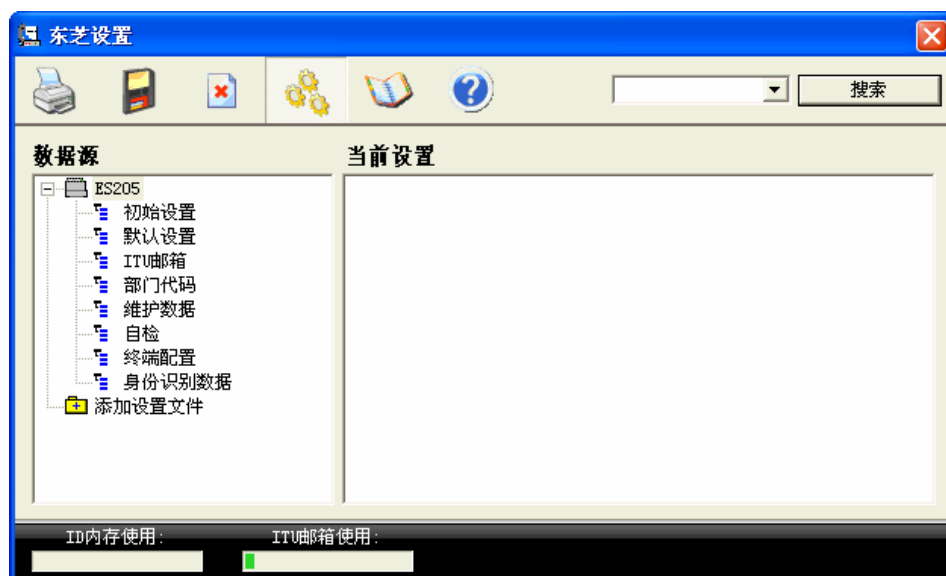 东芝设置
搜索
数据源
当前设置
ES205
初始设置
默认设置
ITU邮箱
部门代码
维护数据
自检
终端配置
身份识别数据
添加设置文件
ID内存使用:
ITU邮箱使用: